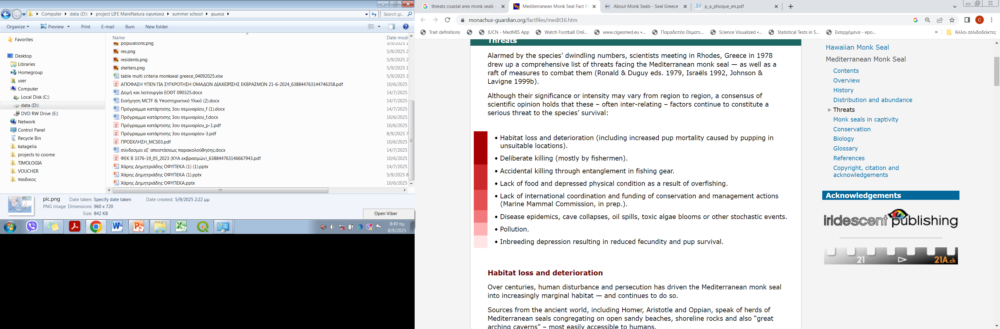 Computer ▸ data (D:) ▸ project LIFE MareNatura οφυπεκα ▸ summer school ▸ φωκια ▸
Search φ...
Organize Preview Print E-mail Burn New folder
Favorites
Desktop
Libraries
Homegroup
user
Computer
Local Disk (C:)
data (D:)
DVD RW Drive (E:)
Network
Control Panel
Recycle Bin
katagelia
projects to coome
TIMOLOGIA
VOUCHER
παιδικος
Name Date modi
populations.png 5/9/2025 1
res.png 5/9/2025 2
residents.png 5/9/2025 2
shelters.png 5/9/2025 1
table multi criteria monkseal greece_04092025.xlsx 5/9/2025 3
ΑΠΟΦΑΣΗ ΥΠΕΝ ΓΙΑ ΣΥΓΚΡΟΤΗΣΗ ΟΜΑΔΩΝ ΔΙΑΧΕΙΡΙΣΗΣ ΕΚΒΡΑΣΜΩΝ 21-6-2024_638844763144746358.pdf 10/6/2025
Δομή και λειτουργία ΕΟΘΤ 090325.docx 14/7/2025
Εισήγηση MCTF & Υποστηρικτικό Υλικό (2).docx 14/7/2025
Πρόγραμμα κατάρτισης 3ου σεμιναρίου_f (1).docx 14/7/2025
Πρόγραμμα κατάρτισης 3ου σεμιναρίου_f.docx 10/6/2025
Πρόγραμμα κατάρτισης 3ου σεμιναρίου_p-1.pdf 10/6/2025
Πρόγραμμα κατάρτισης 3ου σεμιναρίου-3.pdf 8/9/2025 7
ΠΡΟΣΚΛΗΣΗ_MCS03.pdf 10/6/2025
σύνδεσμοι εξ' αποστάσεως παρακολούθησης.docx 14/7/2025
ΦΕΚ Β 3376-19_05_2023 (ΚΥΑ εκβρασμών)_638844763146667943.pdf 10/6/2025
Χάρης Δημητριάδης ΟΦΥΠΕΚΑ (1) (1).pptx 14/7/2025
Χάρης Δημητριάδης ΟΦΥΠΕΚΑ (1).pptx 5/9/2025 8
Χάρης Δημητριάδης ΟΦΥΠΕΚΑ.pptx 10/6/2025
pic.png Date taken: Specify date taken Date created: 5/9/2025 2:22 μμ
PNG image Dimensions: 960 x 720
Size: 842 KB
Open Viber
8:49 πμ
8/9/2025
threats coastal ares monk seals -
Mediterranean Monk Seal Fact Fi
About Monk Seals - Seal Greece
p_a_phoque_en.pdf
monachus-guardian.org/factfiles/medit16.htm
C
Trait definitions IUCN - MedMIS App Watch Football Onli... www.cigesmed.eu •... Παραδοτέα Θεματι... Science Visualized •... Statistical Tests in S... Εισερχόμενα - epo... » Άλλοι σελιδοδείκτες
Threats
Alarmed by the species’ dwindling numbers, scientists meeting in Rhodes, Greece in 1978
drew up a comprehensive list of threats facing the Mediterranean monk seal — as well as a
raft of measures to combat them (Ronald & Duguy eds. 1979, Israëls 1992, Johnson &
Lavigne 1999b).
Although their significance or intensity may vary from region to region, a consensus of
scientific opinion holds that these – often inter-relating – factors continue to constitute a
serious threat to the species’ survival:
• Habitat loss and deterioration (including increased pup mortality caused by pupping in
unsuitable locations).
• Deliberate killing (mostly by fishermen).
• Accidental killing through entanglement in fishing gear.
• Lack of food and depressed physical condition as a result of overfishing.
• Lack of international coordination and funding of conservation and management actions
(Marine Mammal Commission, in prep.).
• Disease epidemics, cave collapses, oil spills, toxic algae blooms or other stochastic events.
• Pollution.
• Inbreeding depression resulting in reduced fecundity and pup survival.
Habitat loss and deterioration
Over centuries, human disturbance and persecution has driven the Mediterranean monk seal
into increasingly marginal habitat — and continues to do so.
Sources from the ancient world, including Homer, Aristotle and Oppian, speak of herds of
Mediterranean seals congregating on open sandy beaches, shoreline rocks and also “great
arching caverns” – most easily accessible to humans.
Hawaiian Monk Seal
Mediterranean Monk Seal
Contents
Overview
History
Distribution and abundance
Threats
Monk seals in captivity
Conservation
Biology
Glossary
References
Copyright, citation and
acknowledgements
Acknowledgements
iridescent publishing
21 21A.ch